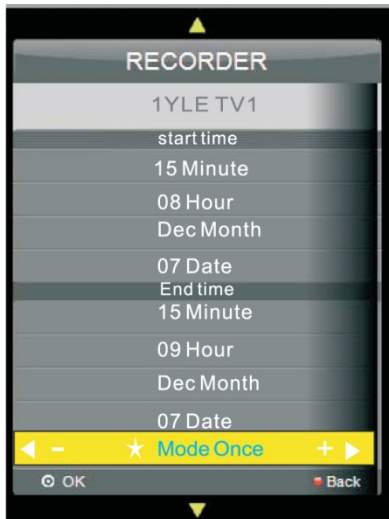 RECORDER
1YLE TV1
start time
15 Minute
08 Hour
Dec Month
07 Date
End time
15 Minute
09 Hour
Dec Month
07 Date
- Mode Once +
OK Back